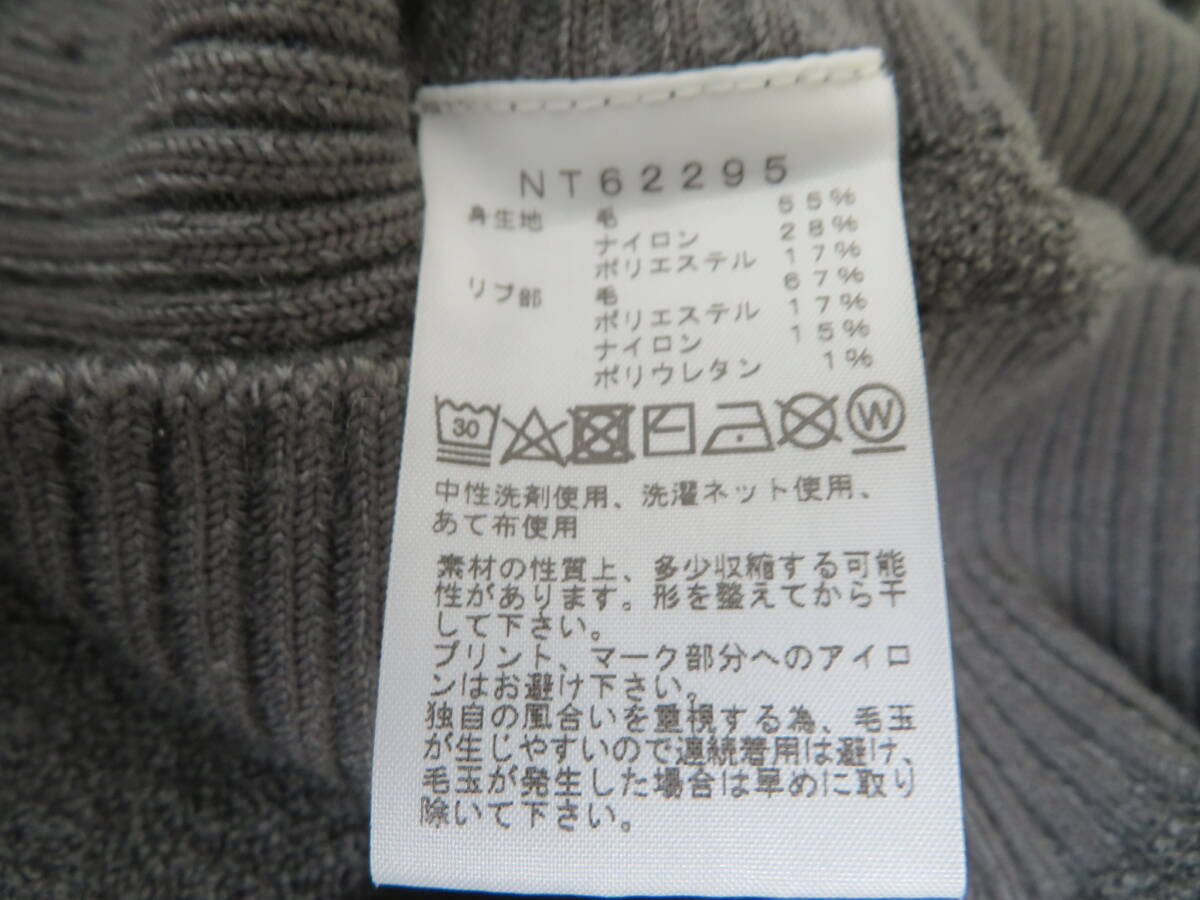 NT62295
身生地 毛 55%
ナイロン 28%
ポリエステル 17%
リブ部 毛 67%
ポリエステル 17%
ナイロン 15%
ポリウレタン 1%
30 W
中性洗剤使用、洗濯ネット使用、
あて布使用
素材の性質上、多少収縮する可能
性があります。形を整えてから干
して下さい。
プリント、マーク部分へのアイロ
ンはお避け下さい。
独自の風合いを重視する為、毛玉
が生じやすいので連続着用は避け、
毛玉が発生した場合は早めに取り
除いて下さい。